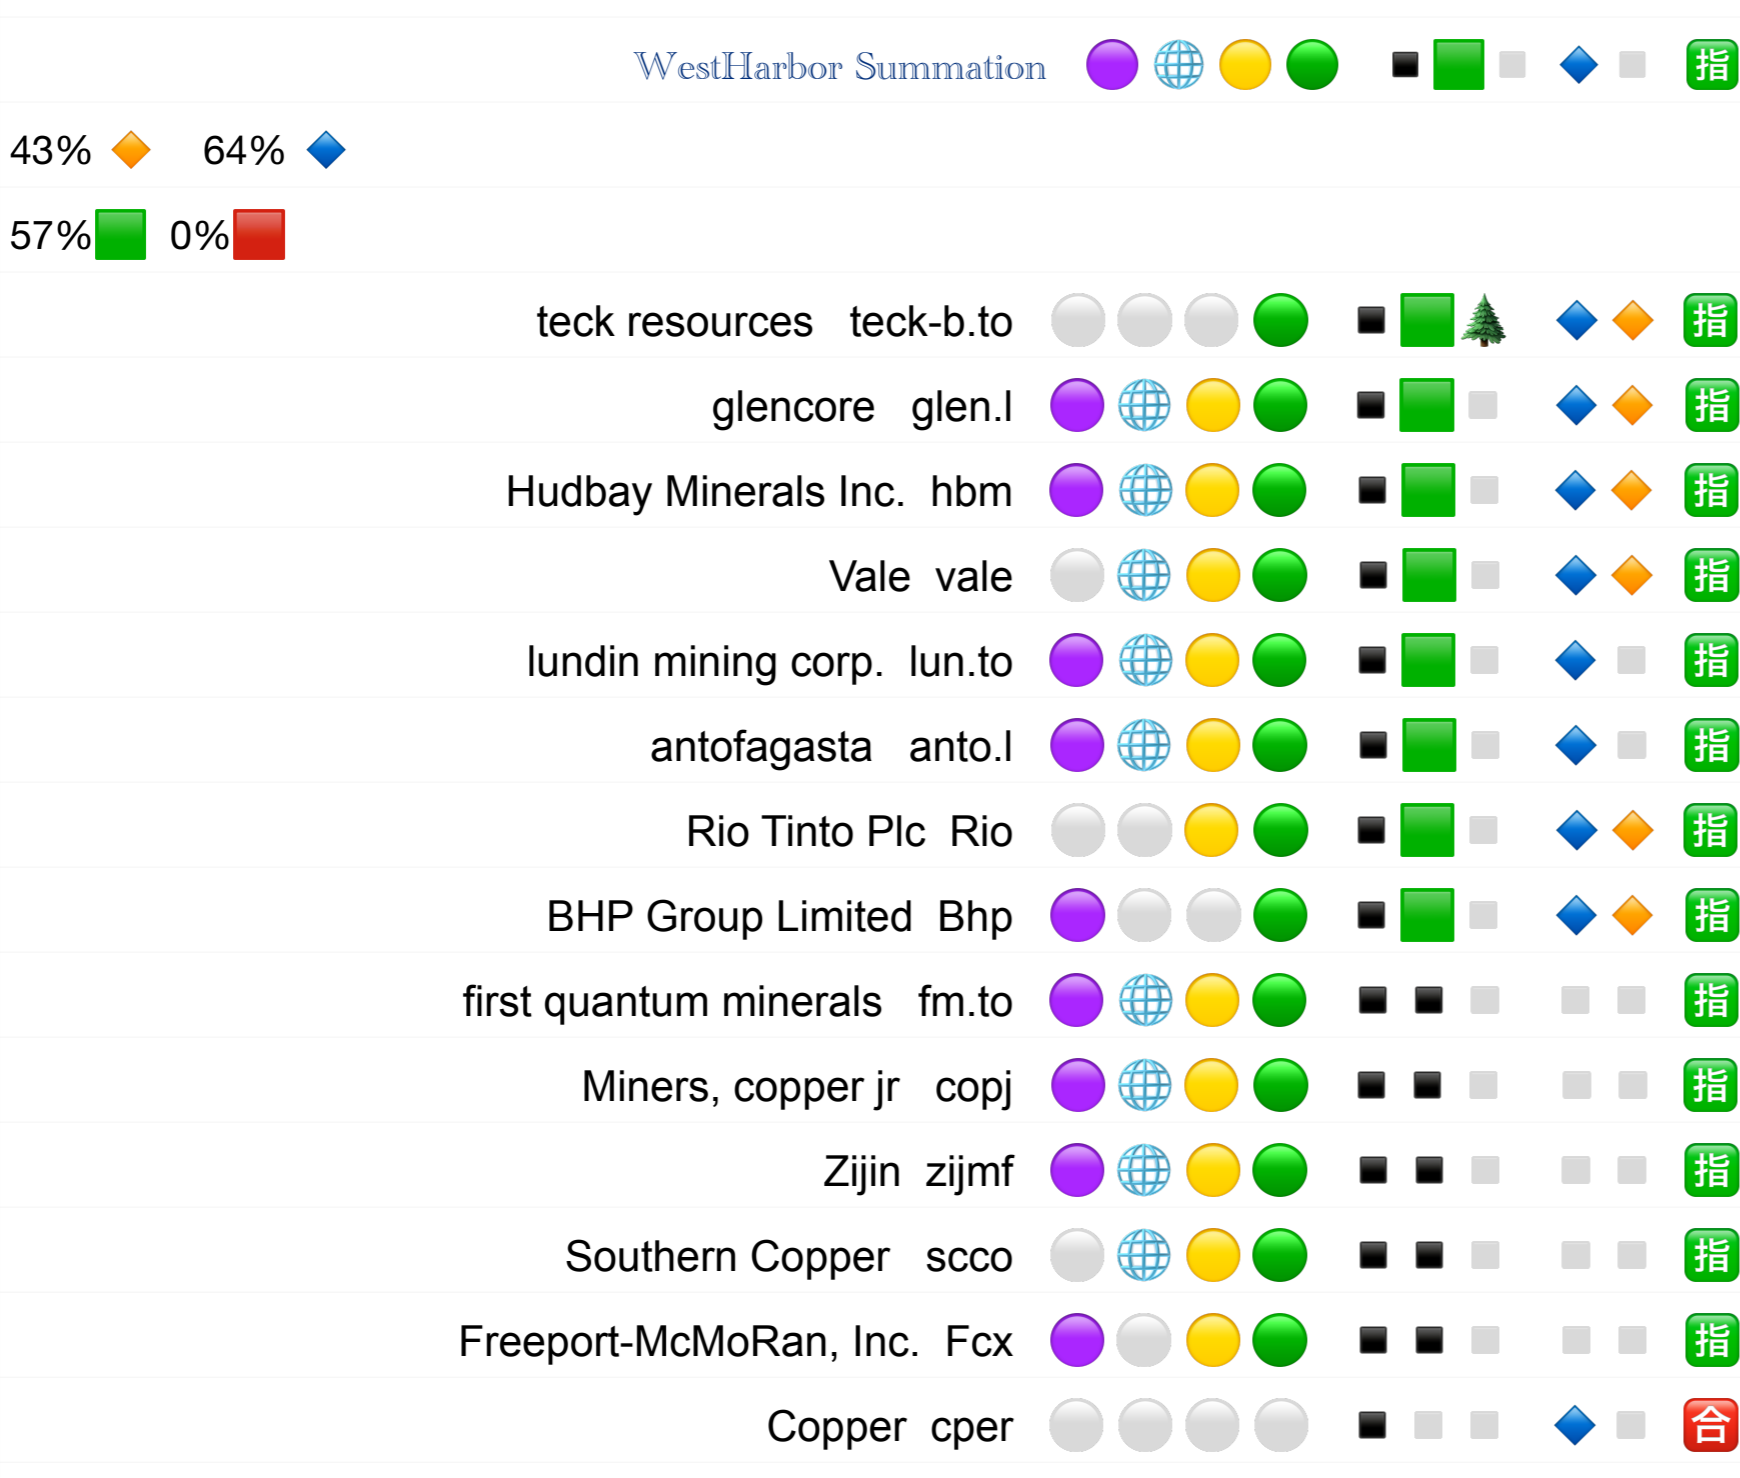 WestHarbor Summation 🟣 🌐 🟡 🟢 ▪️ 🟩 ◽ 🔹 ◽ 🈯
43% 🔸 64% 🔹
57%🟩 0%🟥
teck resources teck-b.to ⚪ ⚪ ⚪ 🟢 ▪️ 🟩 🌲 🔹 🔸 🈯
glencore glen.l 🟣 🌐 🟡 🟢 ▪️ 🟩 ◽ 🔹 🔸 🈯
Hudbay Minerals Inc. hbm 🟣 🌐 🟡 🟢 ▪️ 🟩 ◽ 🔹 🔸 🈯
Vale vale ⚪ 🌐 🟡 🟢 ▪️ 🟩 ◽ 🔹 🔸 🈯
lundin mining corp. lun.to 🟣 🌐 🟡 🟢 ▪️ 🟩 ◽ 🔹 ◽ 🈯
antofagasta anto.l 🟣 🌐 🟡 🟢 ▪️ 🟩 ◽ 🔹 ◽ 🈯
Rio Tinto Plc Rio ⚪ ⚪ 🟡 🟢 ▪️ 🟩 ◽ 🔹 🔸 🈯
BHP Group Limited Bhp 🟣 ⚪ ⚪ 🟢 ▪️ 🟩 ◽ 🔹 🔸 🈯
first quantum minerals fm.to 🟣 🌐 🟡 🟢 ▪️ ▪️ ◽ ◽ ◽ 🈯
Miners, copper jr copj 🟣 🌐 🟡 🟢 ▪️ ▪️ ◽ ◽ ◽ 🈯
Zijin zijmf 🟣 🌐 🟡 🟢 ▪️ ▪️ ◽ ◽ ◽ 🈯
Southern Copper scco ⚪ 🌐 🟡 🟢 ▪️ ▪️ ◽ ◽ ◽ 🈯
Freeport-McMoRan, Inc. Fcx 🟣 ⚪ 🟡 🟢 ▪️ ▪️ ◽ ◽ ◽ 🈯
Copper cper ⚪ ⚪ ⚪ ⚪ ▪️ ◽ ◽ 🔹 ◽ 🈴